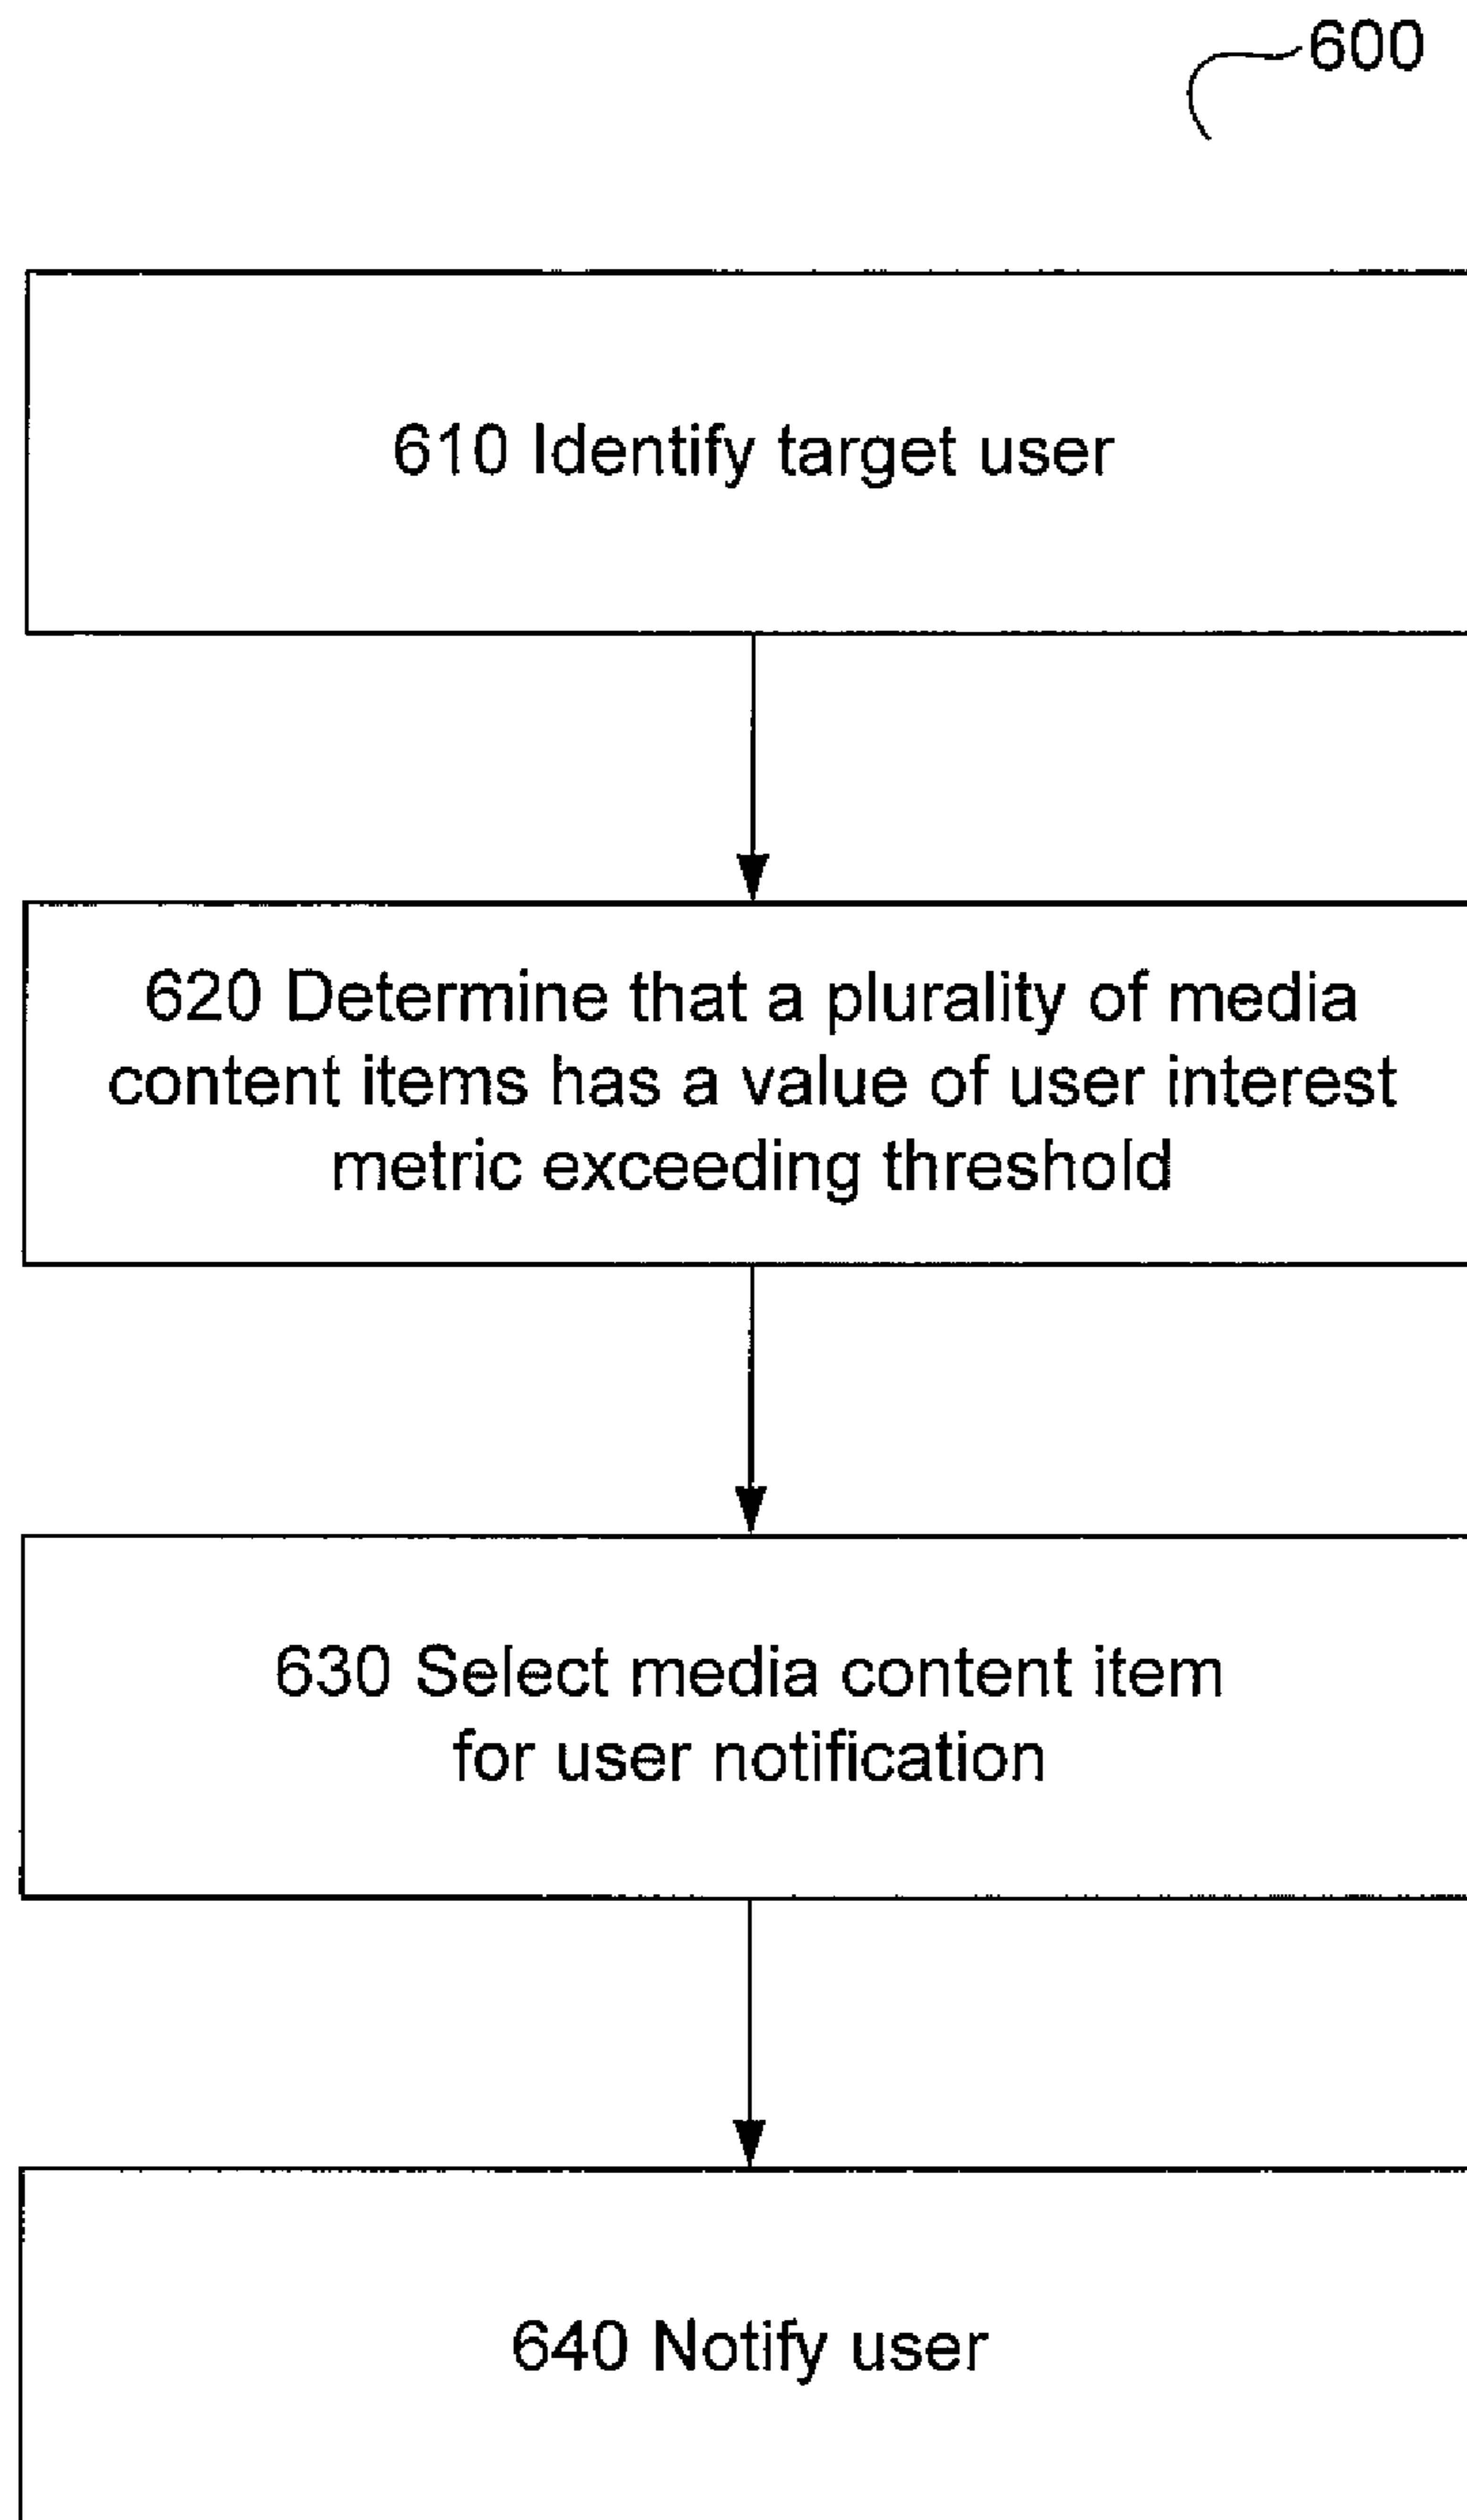 600
610 Identify target user
620 Determine that a plurality of media
content items has a value of user interest
metric exceeding threshold
630 Select media content item
for user notification
640 Notify user